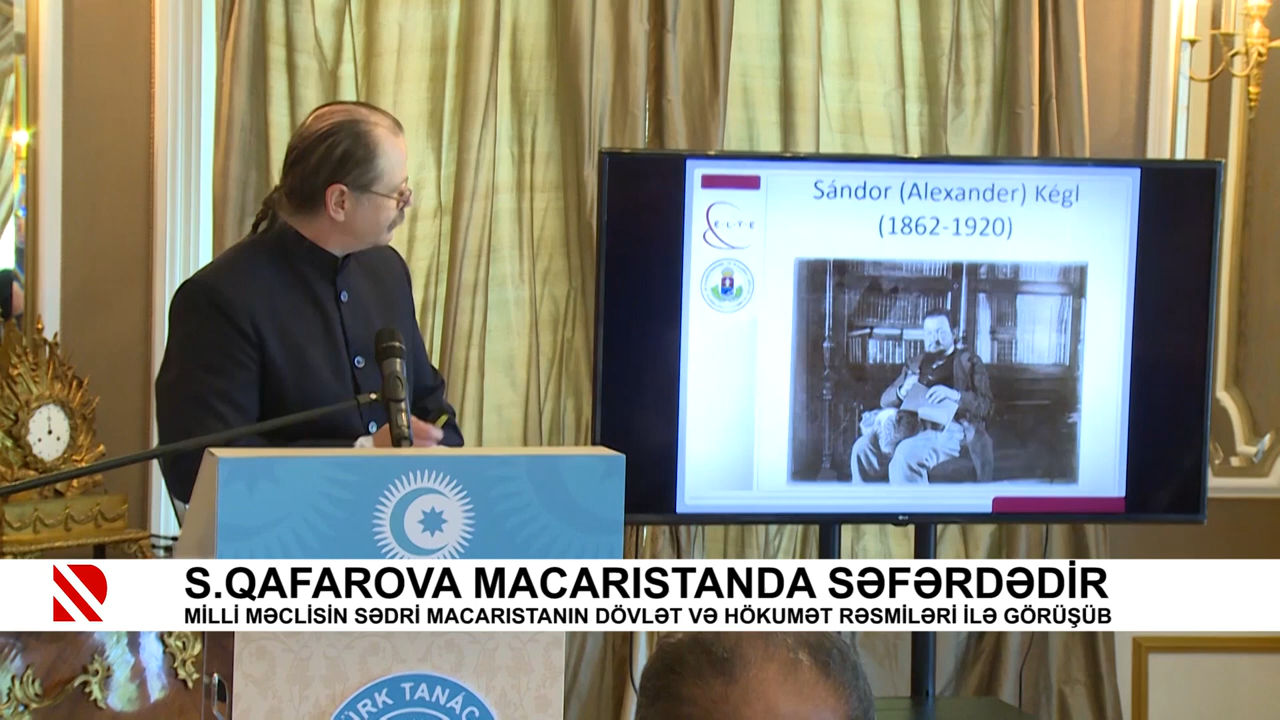 Sándor (Alexander) Kégl
(1862-1920)
ELTE
S.QAFAROVA MACARISTANDA SƏFƏRDƏDİR
MİLLİ MƏCLİSİN SƏDRİ MACARISTANIN DÖVLƏT VƏ HÖKUMƏT RƏSMİLƏRİ İLƏ GÖRÜŞÜB
TÜRK TANÁC